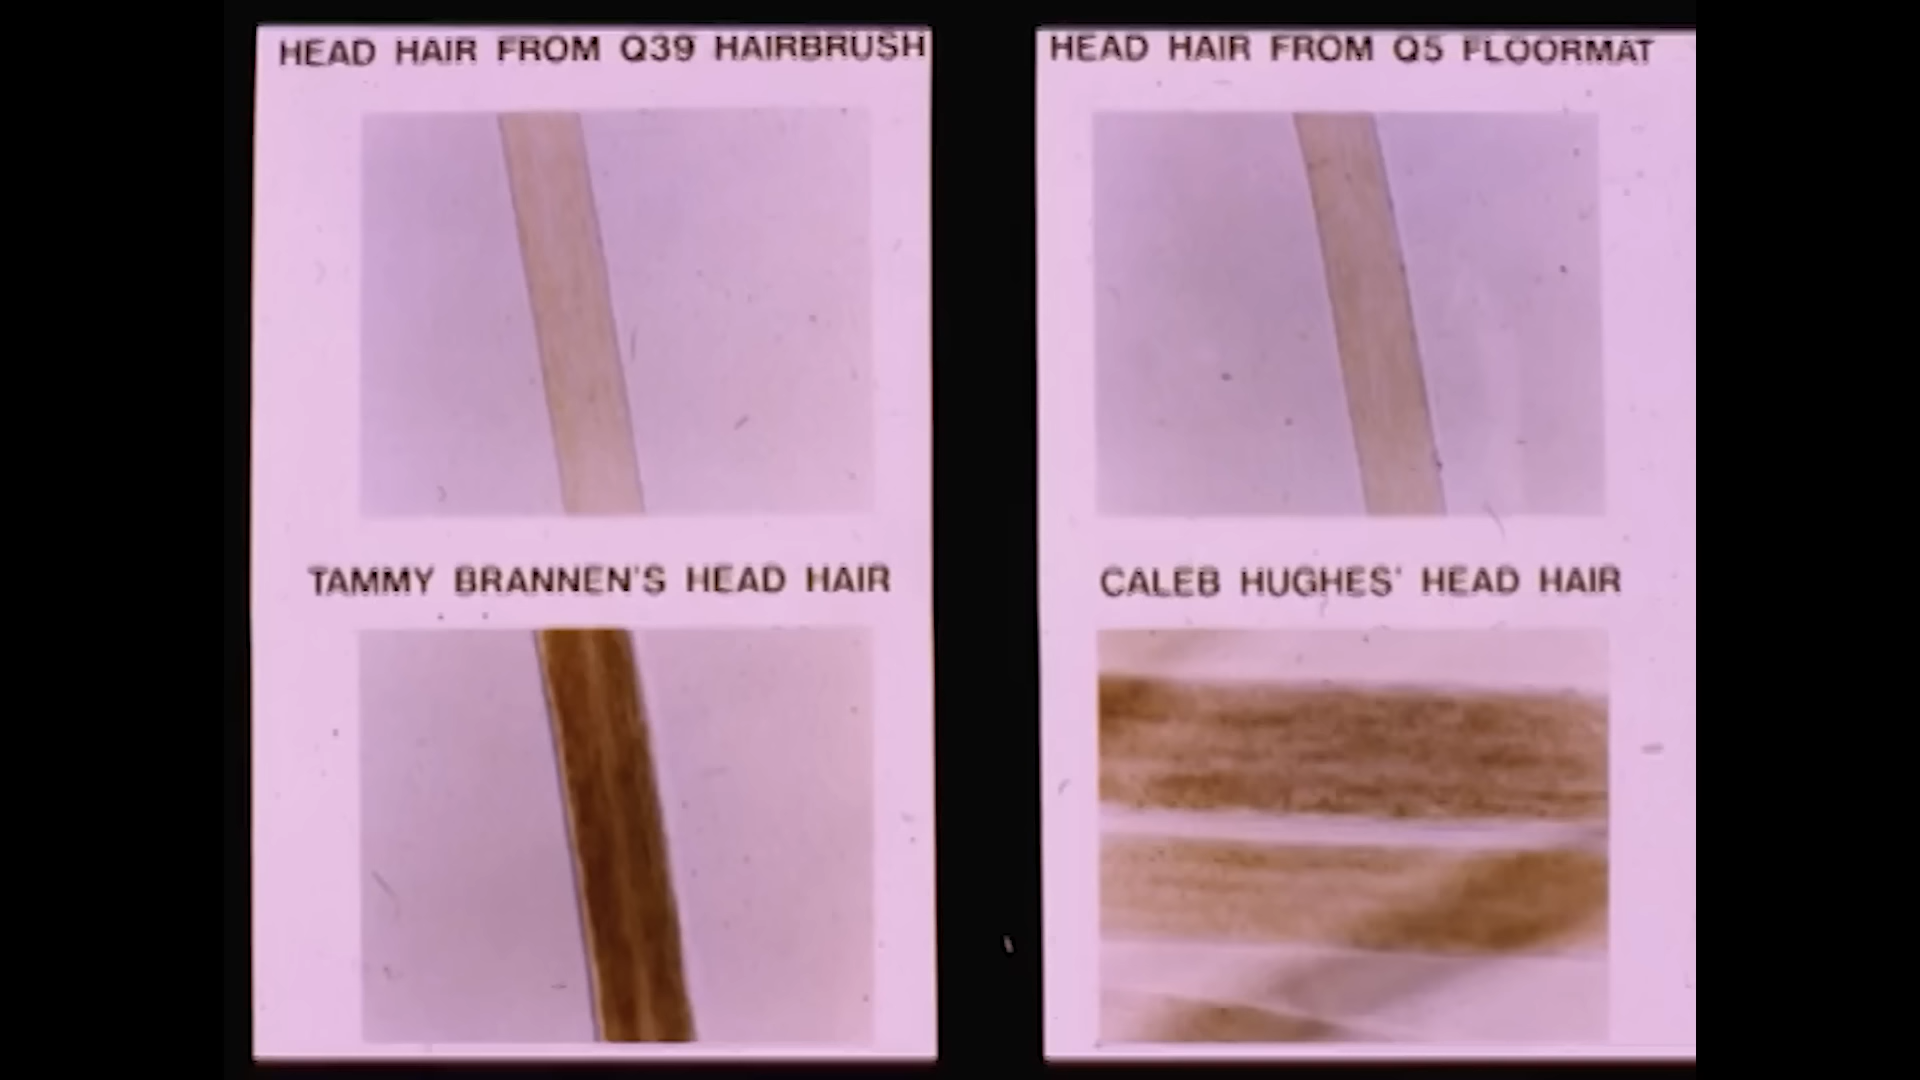 HEAD HAIR FROM Q39 HAIRBRUSH
TAMMY BRANNEN'S HEAD HAIR
HEAD HAIR FROM Q5 FLOORMAT
CALEB HUGHES' HEAD HAIR